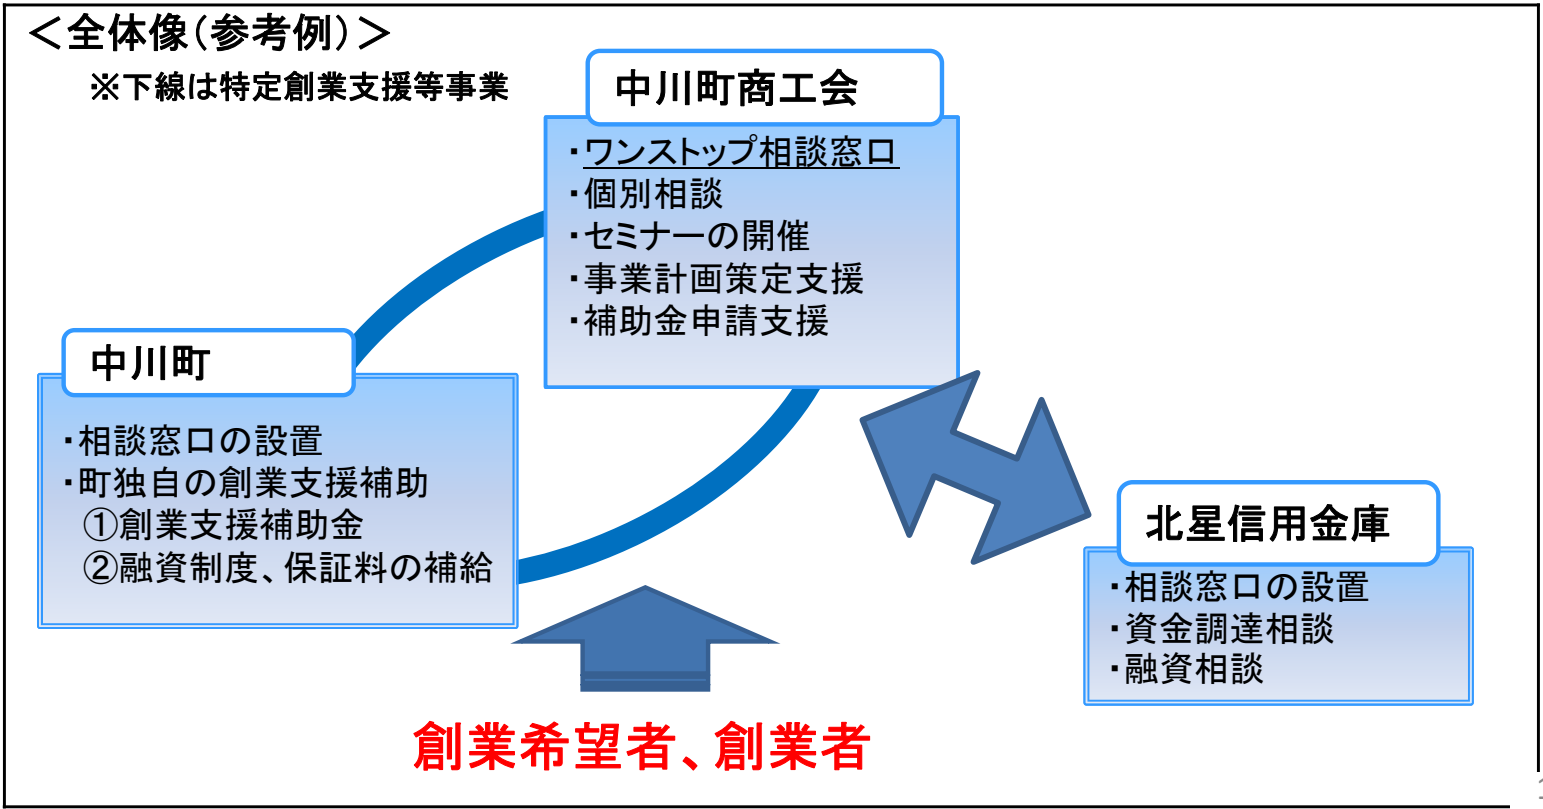 ＜全体像（参考例）＞
※下線は特定創業支援等事業
中川町商工会
・ワンストップ相談窓口
・個別相談
・セミナーの開催
・事業計画策定支援
・補助金申請支援
中川町
・相談窓口の設置
・町独自の創業支援補助
①創業支援補助金
②融資制度、保証料の補給
北星信用金庫
・相談窓口の設置
・資金調達相談
・融資相談
創業希望者、創業者